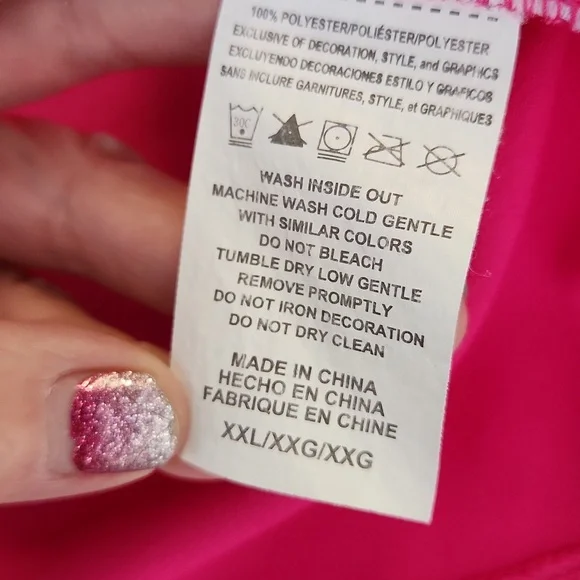 100% POLYESTER/POLIÉSTER/POLYESTER
EXCLUSIVE OF DECORATION, STYLE, and GRAPHICS
EXCLUYENDO DECORACIONES ESTILO Y GRAFICOS
SANS INCLURE GARNITURES, STYLE, et GRAPHIQUES
30C
WASH INSIDE OUT
MACHINE WASH COLD GENTLE
WITH SIMILAR COLORS
DO NOT BLEACH
TUMBLE DRY LOW GENTLE
REMOVE PROMPTLY
DO NOT IRON DECORATION
DO NOT DRY CLEAN
MADE IN CHINA
HECHO EN CHINA
FABRIQUE EN CHINE
XXL/XXG/XXG